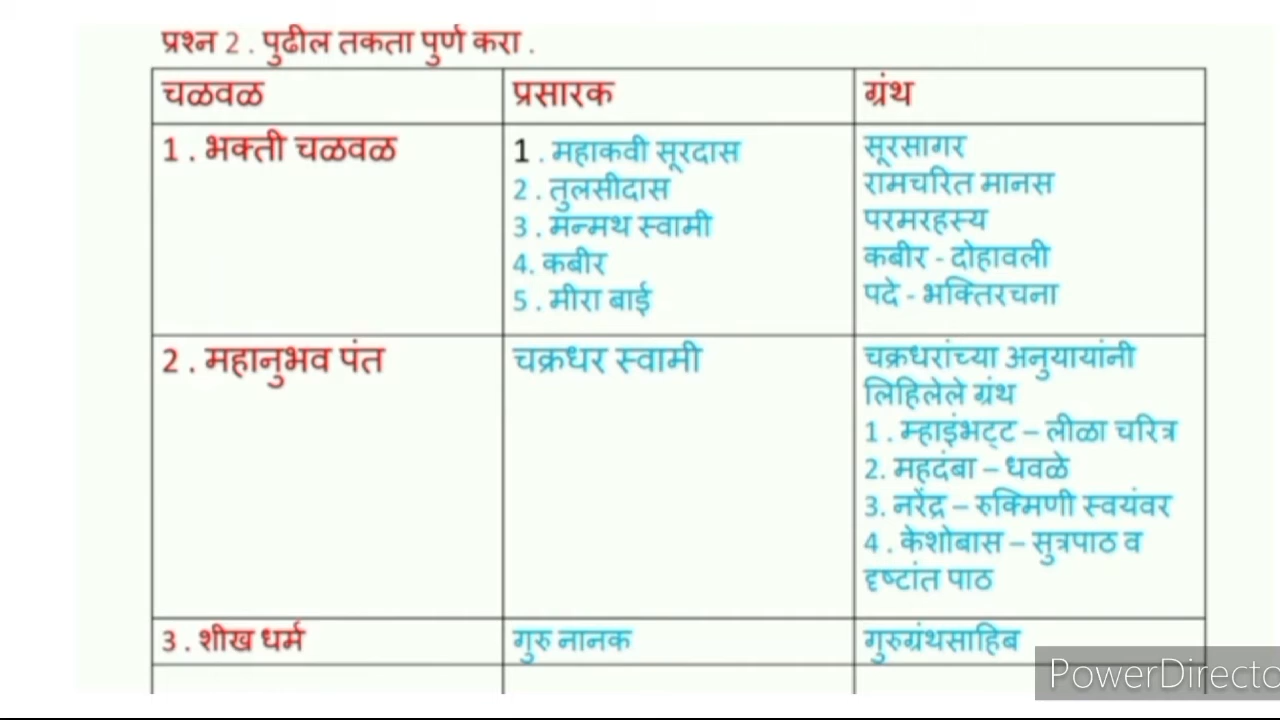 प्रश्न 2 . पुढील तकता पुर्ण करा .
चळवळ प्रसारक ग्रंथ
1 . भक्ती चळवळ
1 . महाकवी सूरदास
2 . तुलसीदास
3 . मन्मथ स्वामी
4. कबीर
5 . मीरा बाई
सूरसागर
रामचरित मानस
परमरहस्य
कबीर - दोहावली
पदे - भक्तिरचना
2 . महानुभव पंत
चक्रधर स्वामी
चक्रधरांच्या अनुयायांनी
लिहिलेले ग्रंथ
1 . म्हाइंभट्ट – लीळा चरित्र
2. महदंबा – धवळे
3. नरेंद्र – रुक्मिणी स्वयंवर
4 . केशोबास – सुत्रपाठ व
दृष्टांत पाठ
3 . शीख धर्म गुरु नानक गुरुग्रंथसाहिब
PowerDirecto